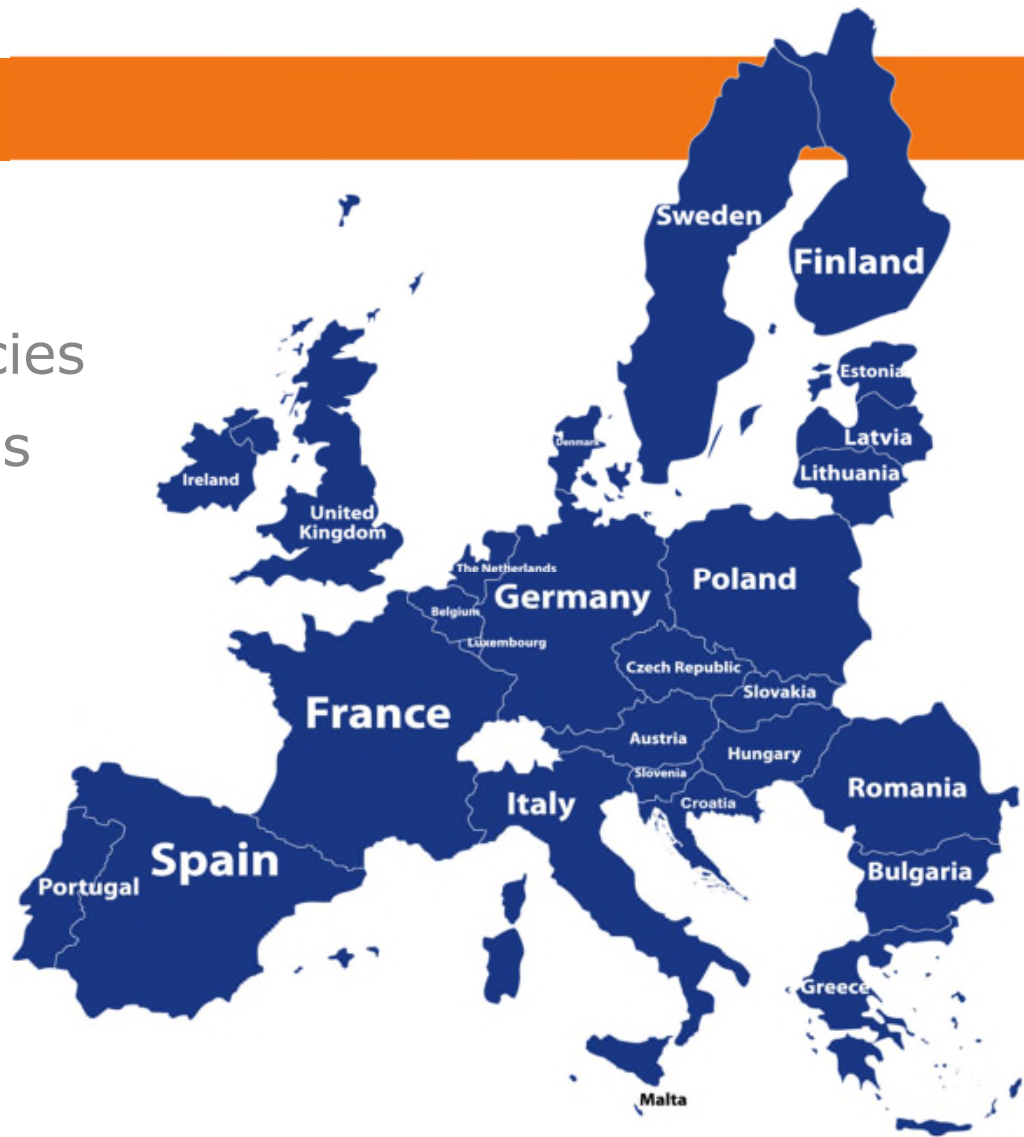 cies
s
Sweden
Finland
Estonia
Latvia
Lithuania
Denmark
Ireland
United
Kingdom
The Netherlands
Belgium
Luxembourg
Germany
Poland
Czech Republic
Slovakia
France
Austria
Hungary
Slovenia
Croatia
Italy
Romania
Bulgaria
Spain
Portugal
Greece
Malta